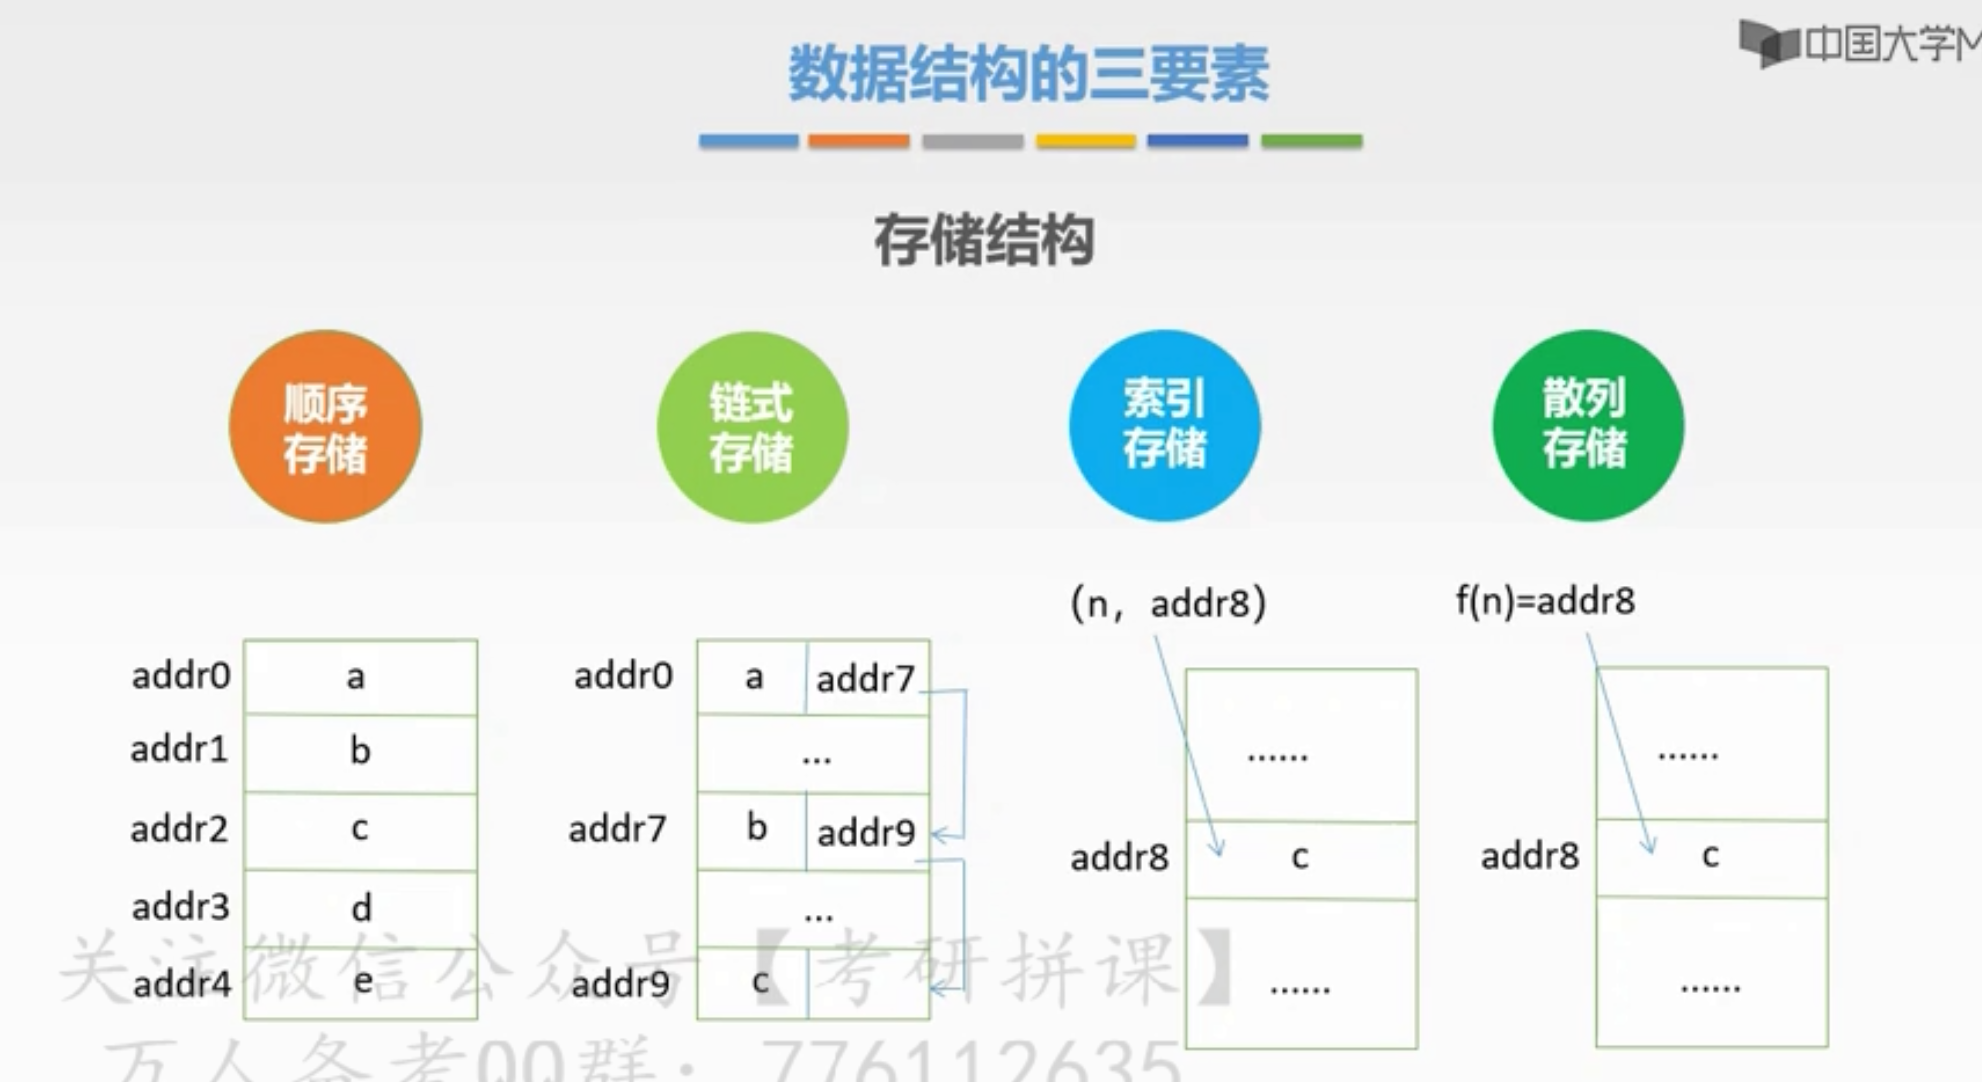 数据结构的三要素
中国大学M
存储结构
顺序
存储
链式
存储
索引
存储
散列
存储
addr0 a
addr1 b
addr2 c
addr3 d
addr4 e
addr0 a addr7
...
addr7 b addr9
...
addr9 c
(n, addr8)
......
addr8 c
......
f(n)=addr8
......
addr8 c
......
关注微信公众号【考研拼课】
万人备考QQ群：776112635